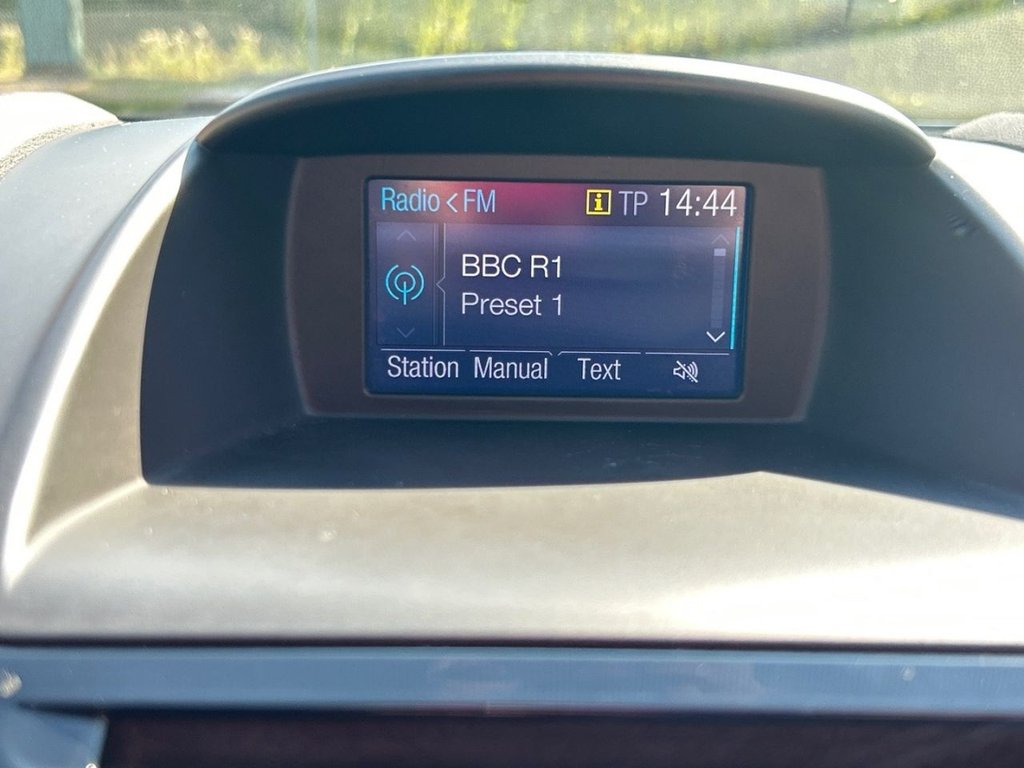 Radio < FM i TP 14:44
BBC R1
Preset 1
Station Manual Text